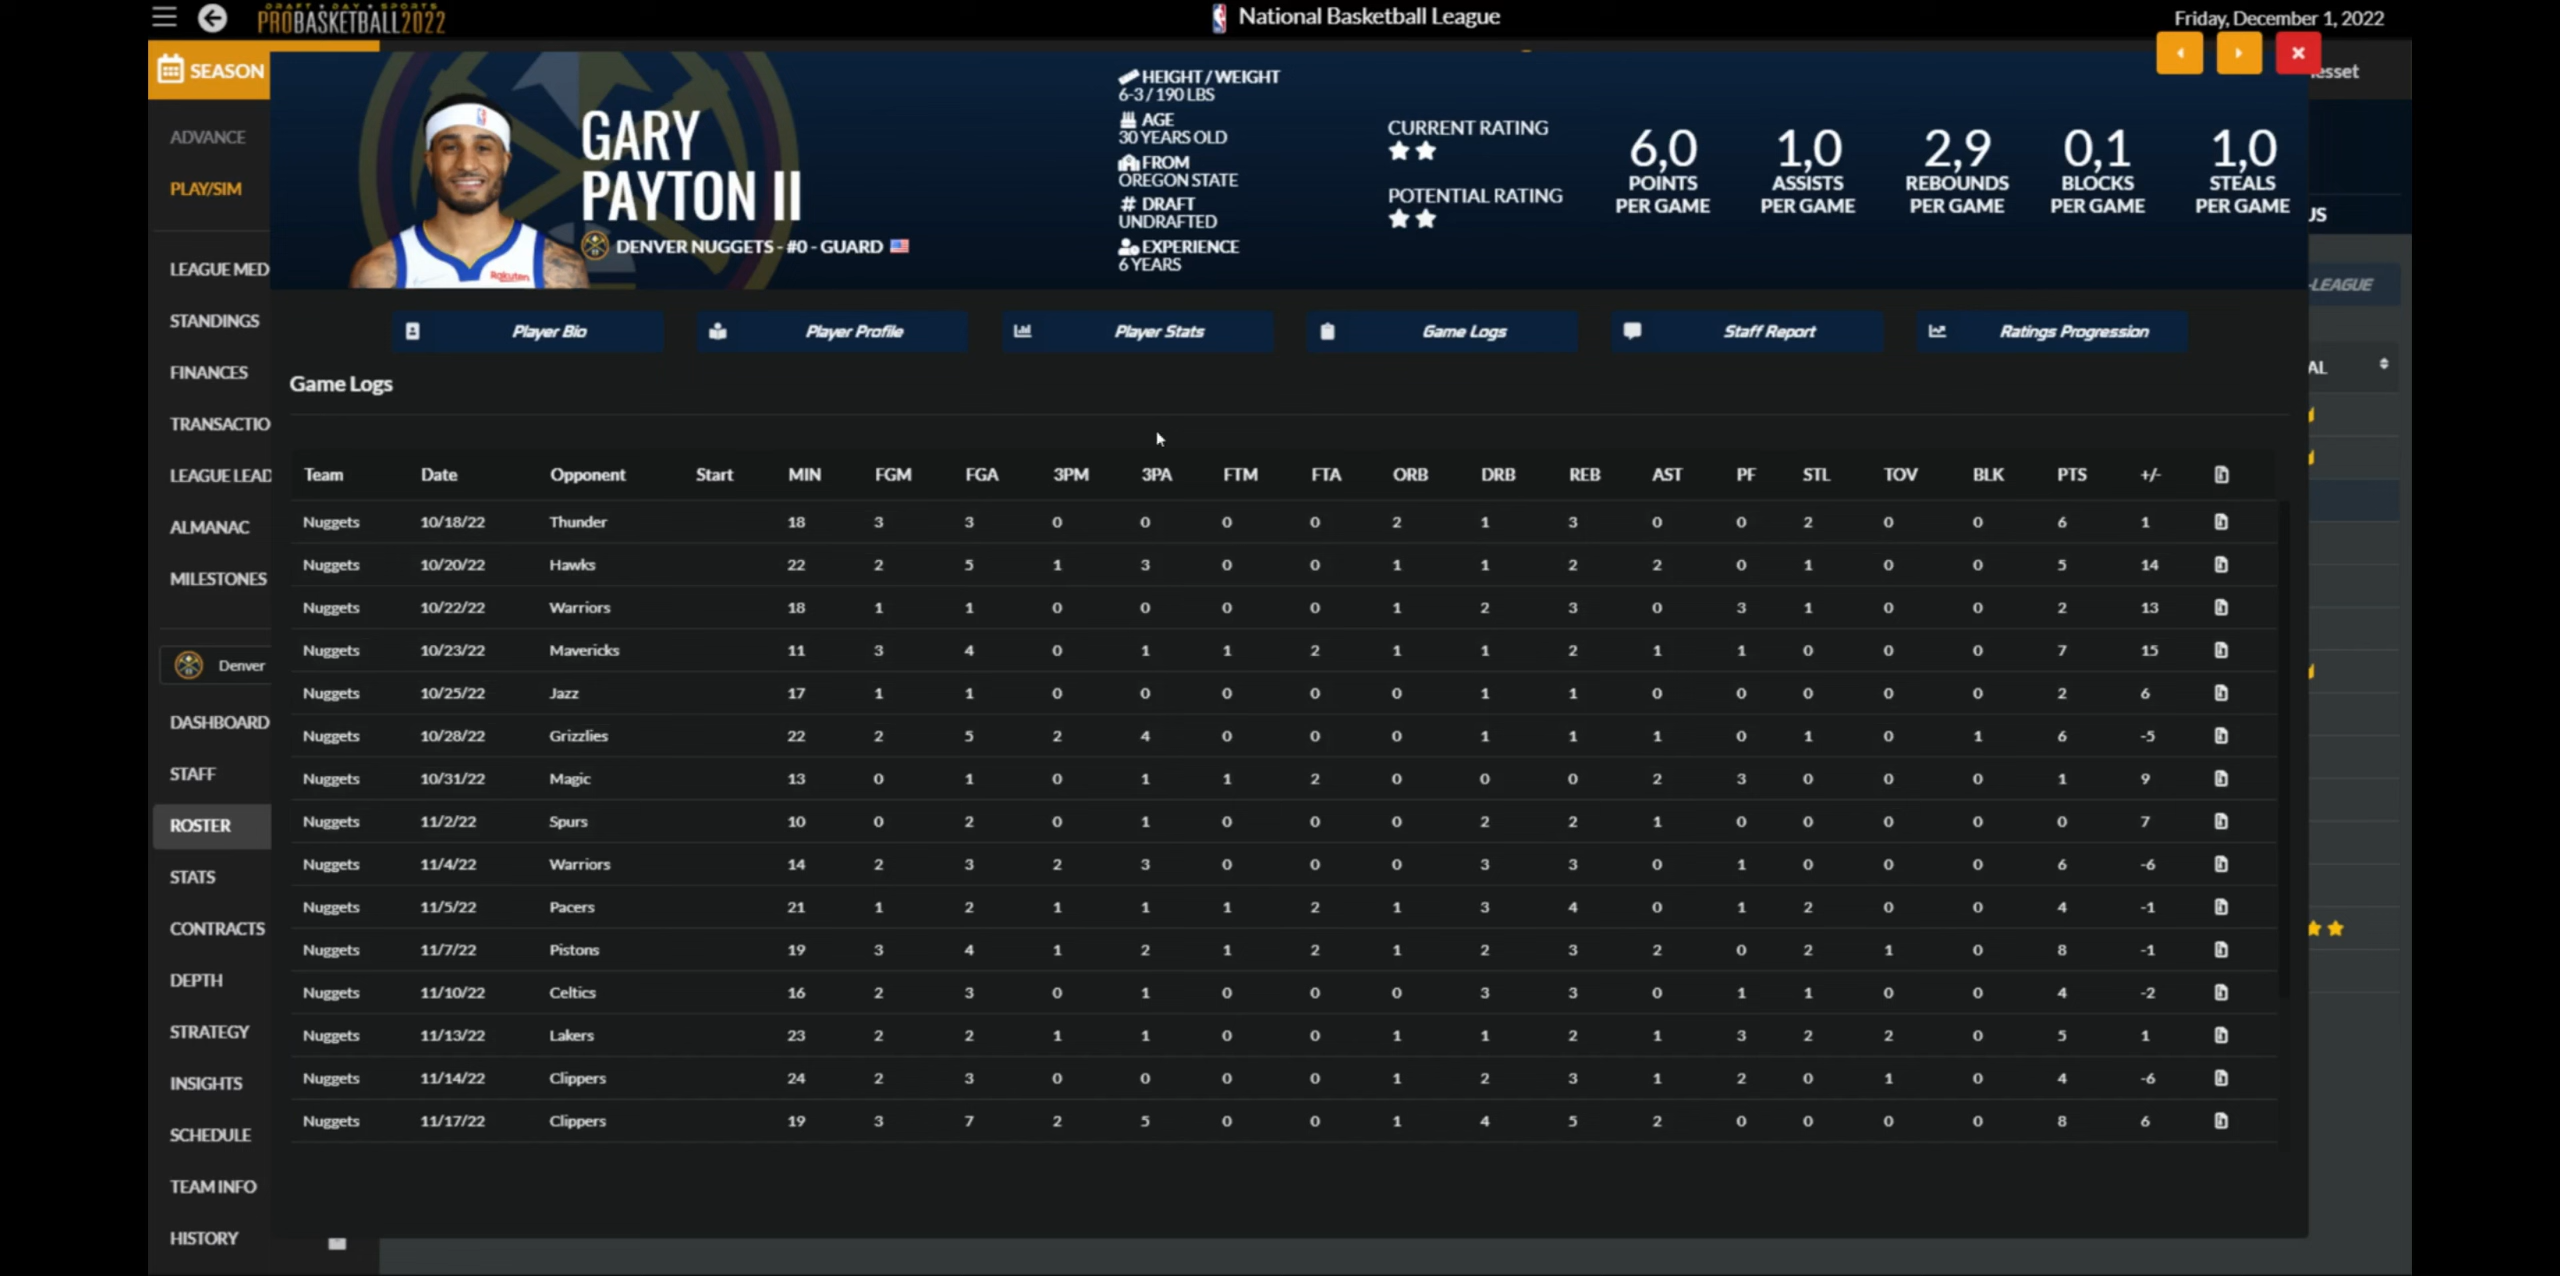 DRAFT DAY SPORTS
PROBASKETBALL2022
National Basketball League
Friday, December 1, 2022
SEASON
esset
ADVANCE
PLAY/SIM
LEAGUE MED
STANDINGS
FINANCES
TRANSACTIO
LEAGUE LEAD
ALMANAC
MILESTONES
Denver
DASHBOARD
STAFF
ROSTER
STATS
CONTRACTS
DEPTH
STRATEGY
INSIGHTS
SCHEDULE
TEAM INFO
HISTORY
GARY
PAYTON II
DENVER NUGGETS - #0 - GUARD
Rakuten
HEIGHT / WEIGHT
6-3 / 190 LBS
AGE
30 YEARS OLD
FROM
OREGON STATE
# DRAFT
UNDRAFTED
EXPERIENCE
6 YEARS
CURRENT RATING
POTENTIAL RATING
6,0 POINTS PER GAME
1,0 ASSISTS PER GAME
2,9 REBOUNDS PER GAME
0,1 BLOCKS PER GAME
1,0 STEALS PER GAME
US
-LEAGUE
AL
Player Bio Player Profile Player Stats Game Logs Staff Report Ratings Progression
Game Logs
Team Date Opponent Start MIN FGM FGA 3PM 3PA FTM FTA ORB DRB REB AST PF STL TOV BLK PTS +/-
Nuggets 10/18/22 Thunder 18 3 3 0 0 0 0 2 1 3 0 0 2 0 0 6 1
Nuggets 10/20/22 Hawks 22 2 5 1 3 0 0 1 1 2 2 0 1 0 0 5 14
Nuggets 10/22/22 Warriors 18 1 1 0 0 0 0 1 2 3 0 3 1 0 0 2 13
Nuggets 10/23/22 Mavericks 11 3 4 0 1 1 2 1 1 2 1 1 0 0 0 7 15
Nuggets 10/25/22 Jazz 17 1 1 0 0 0 0 0 1 1 0 0 0 0 0 2 6
Nuggets 10/28/22 Grizzlies 22 2 5 2 4 0 0 0 1 1 1 0 1 0 1 6 -5
Nuggets 10/31/22 Magic 13 0 1 0 1 1 2 0 0 0 2 3 0 0 0 1 9
Nuggets 11/2/22 Spurs 10 0 2 0 1 0 0 0 2 2 1 0 0 0 0 0 7
Nuggets 11/4/22 Warriors 14 2 3 2 3 0 0 0 3 3 0 1 0 0 0 6 -6
Nuggets 11/5/22 Pacers 21 1 2 1 1 1 2 1 3 4 0 1 2 0 0 4 -1
Nuggets 11/7/22 Pistons 19 3 4 1 2 1 2 1 2 3 2 0 2 1 0 8 -1
Nuggets 11/10/22 Celtics 16 2 3 0 1 0 0 0 3 3 0 1 1 0 0 4 -2
Nuggets 11/13/22 Lakers 23 2 2 1 1 0 0 1 1 2 1 3 2 2 0 5 1
Nuggets 11/14/22 Clippers 24 2 3 0 0 0 0 1 2 3 1 2 0 1 0 4 -6
Nuggets 11/17/22 Clippers 19 3 7 2 5 0 0 1 4 5 2 0 0 0 0 8 6